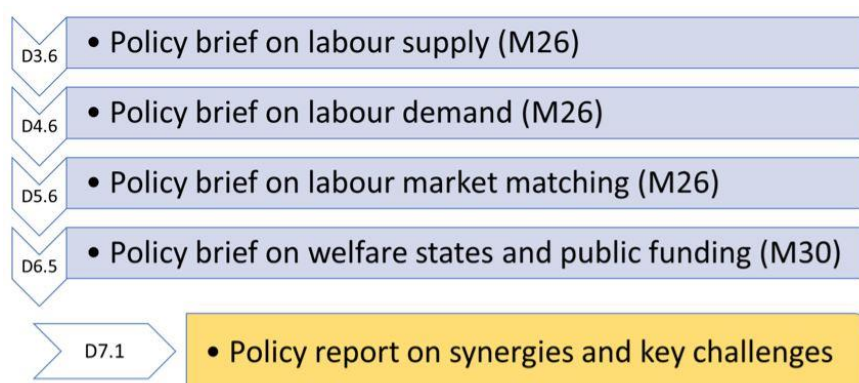 D3.6 • Policy brief on labour supply (M26)
D4.6 • Policy brief on labour demand (M26)
D5.6 • Policy brief on labour market matching (M26)
D6.5 • Policy brief on welfare states and public funding (M30)
D7.1 • Policy report on synergies and key challenges